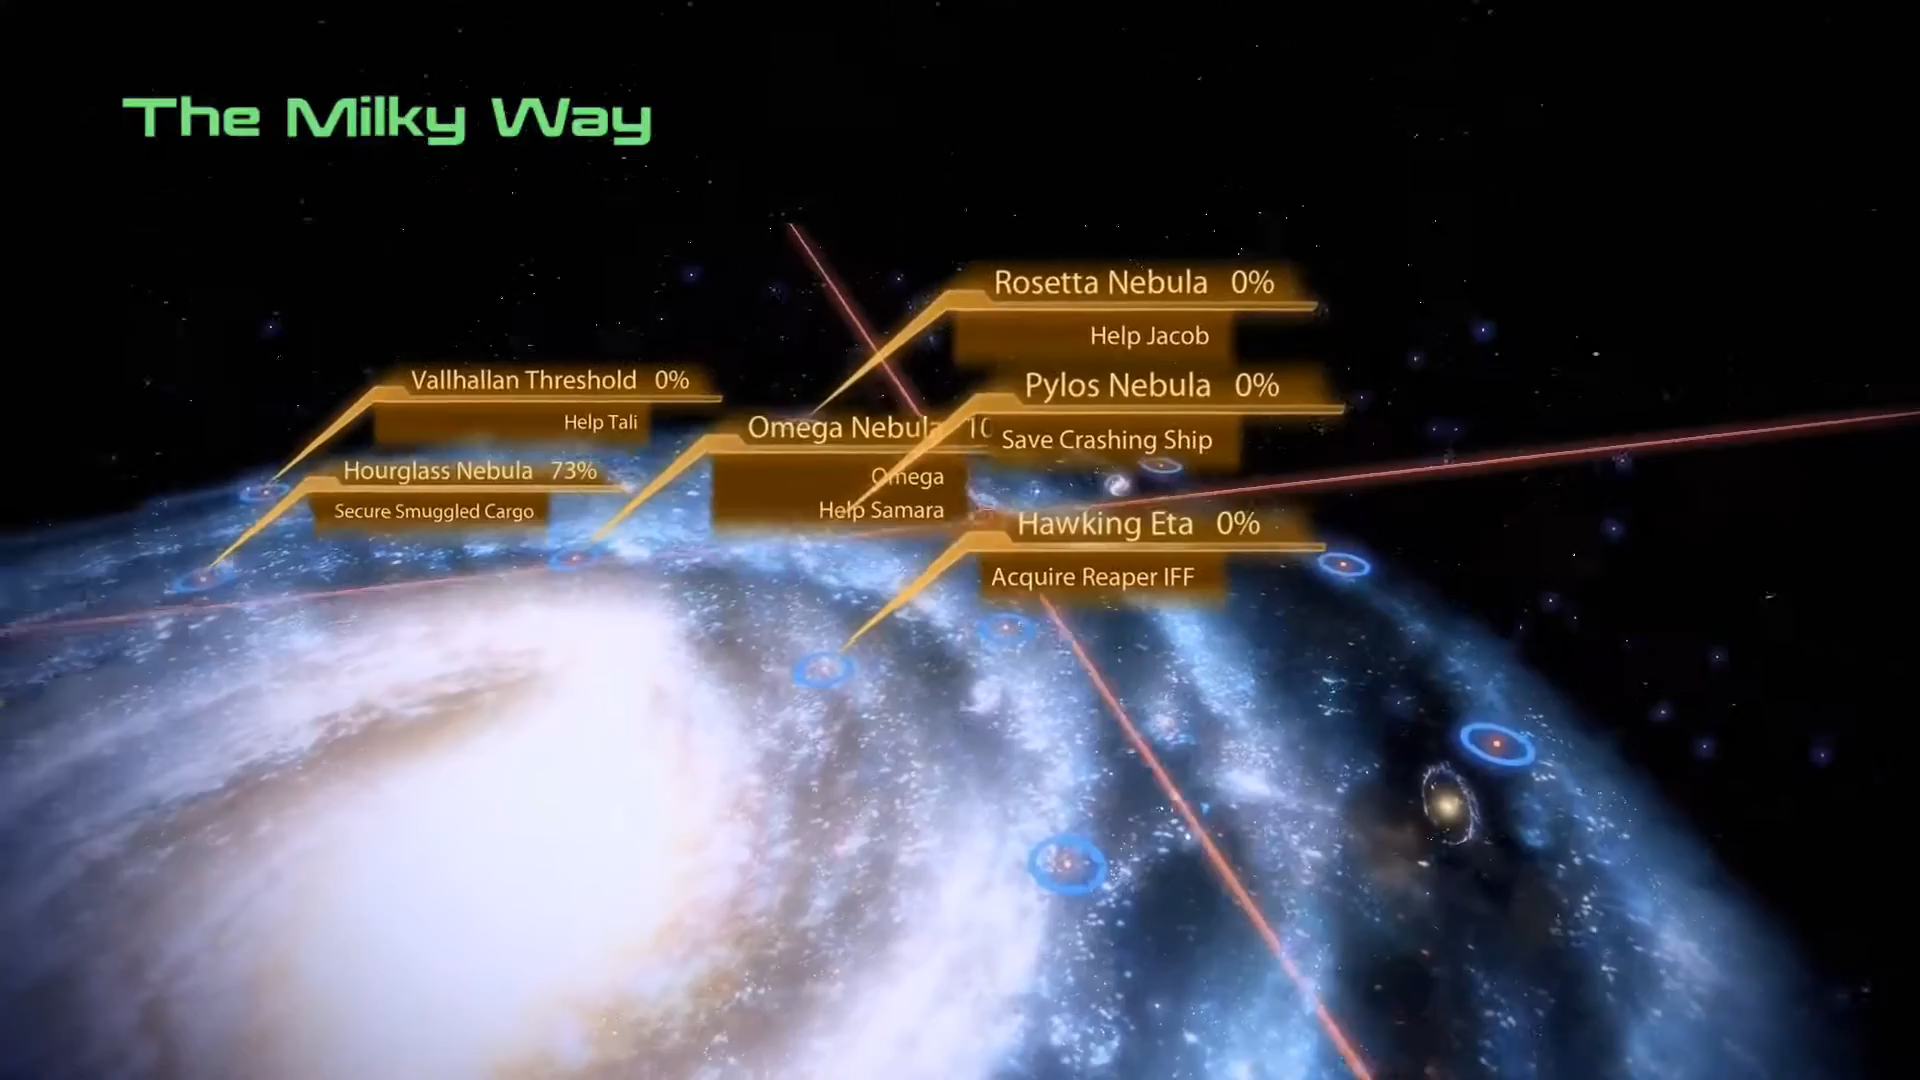 The Milky Way
Rosetta Nebula 0%
Help Jacob
Vallhallan Threshold 0%
Help Tali
Pylos Nebula 0%
Save Crashing Ship
Omega Nebula
Omega
Help Samara
Hourglass Nebula 73%
Secure Smuggled Cargo
Hawking Eta 0%
Acquire Reaper IFF